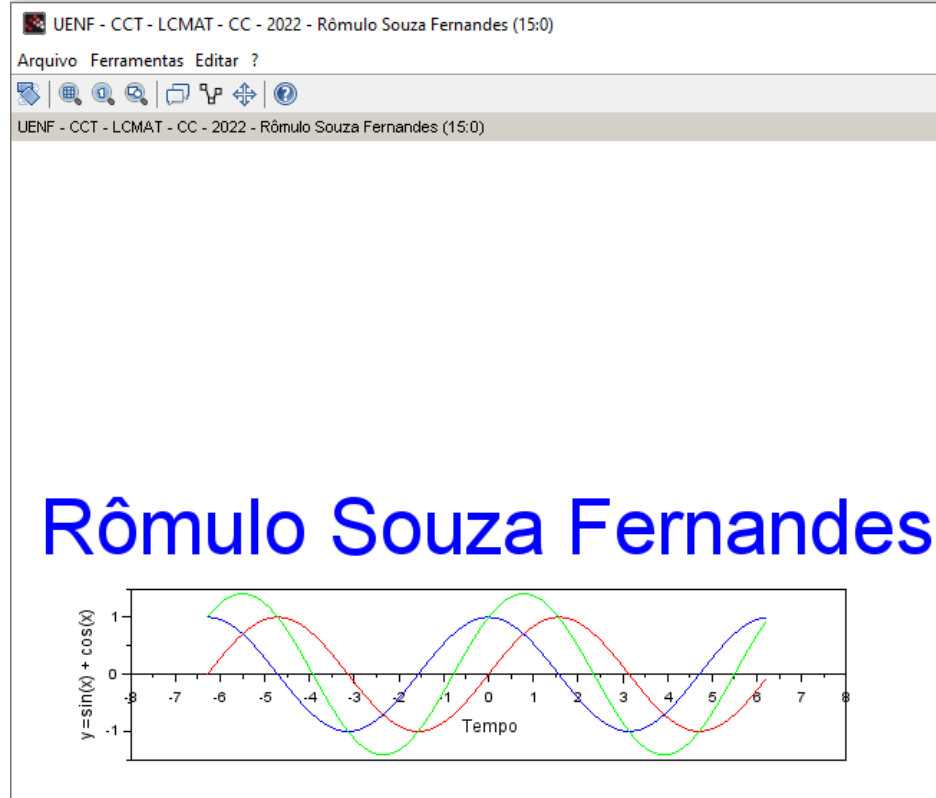 UENF - CCT - LCMAT - CC - 2022 - Rômulo Souza Fernandes (15:0)
Arquivo Ferramentas Editar ?
UENF - CCT - LCMAT - CC - 2022 - Rômulo Souza Fernandes (15:0)
Rômulo Souza Fernandes
y =sin(x) + cos(x)
1
0
-1
-8 -7 -6 -5 -4 -3 -2 -1 0 1 2 3 4 5 6 7 8
Tempo